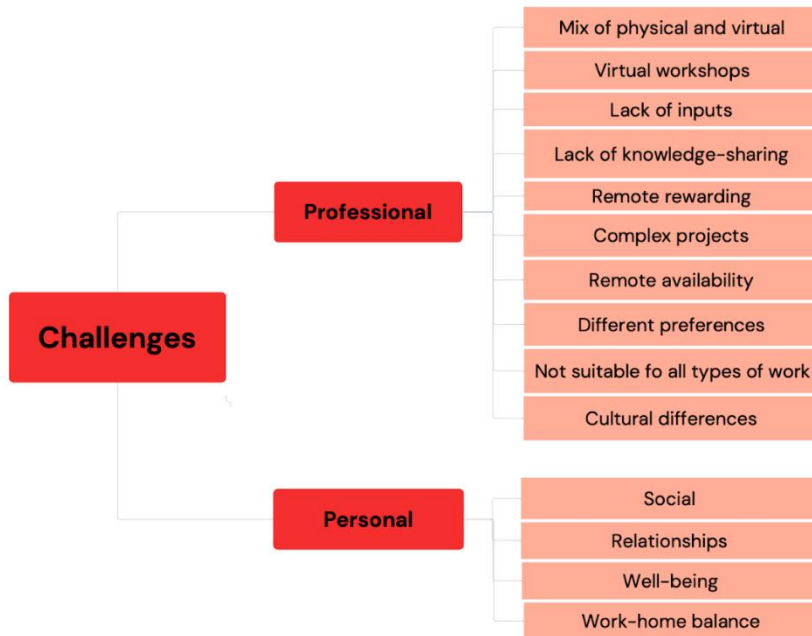 Challenges
Professional
Mix of physical and virtual
Virtual workshops
Lack of inputs
Lack of knowledge-sharing
Remote rewarding
Complex projects
Remote availability
Different preferences
Not suitable fo all types of work
Cultural differences
Personal
Social
Relationships
Well-being
Work-home balance